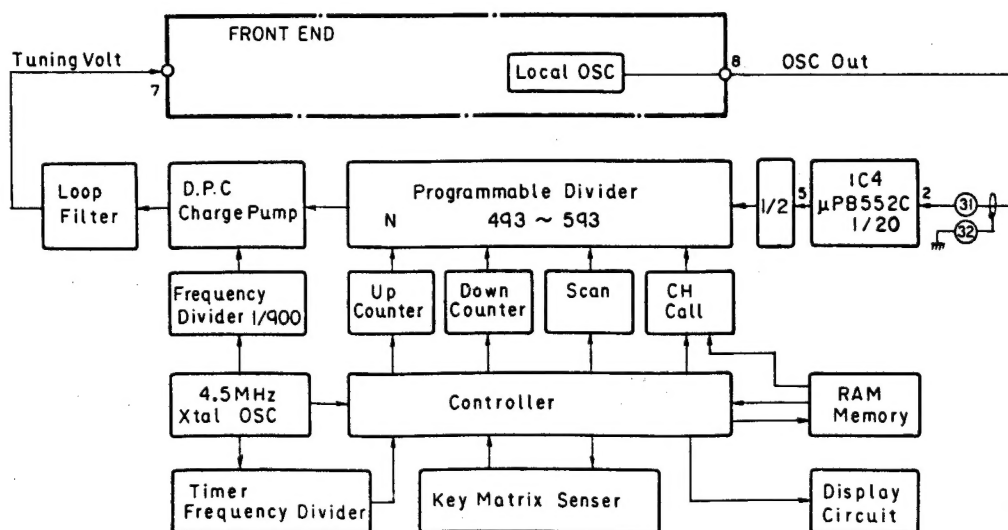 FRONT END
Tuning Volt
Local OSC
8
OSC Out
7
Loop
Filter
D.P.C
Charge Pump
Programmable Divider
N 493 ~ 593
1/2
5
IC4
μPB552C
1/20
2
31
32
Frequency
Divider 1/900
Up
Counter
Down
Counter
Scan
CH
Call
4.5MHz
Xtal OSC
Controller
RAM
Memory
Timer
Frequency Divider
Key Matrix Senser
Display
Circuit